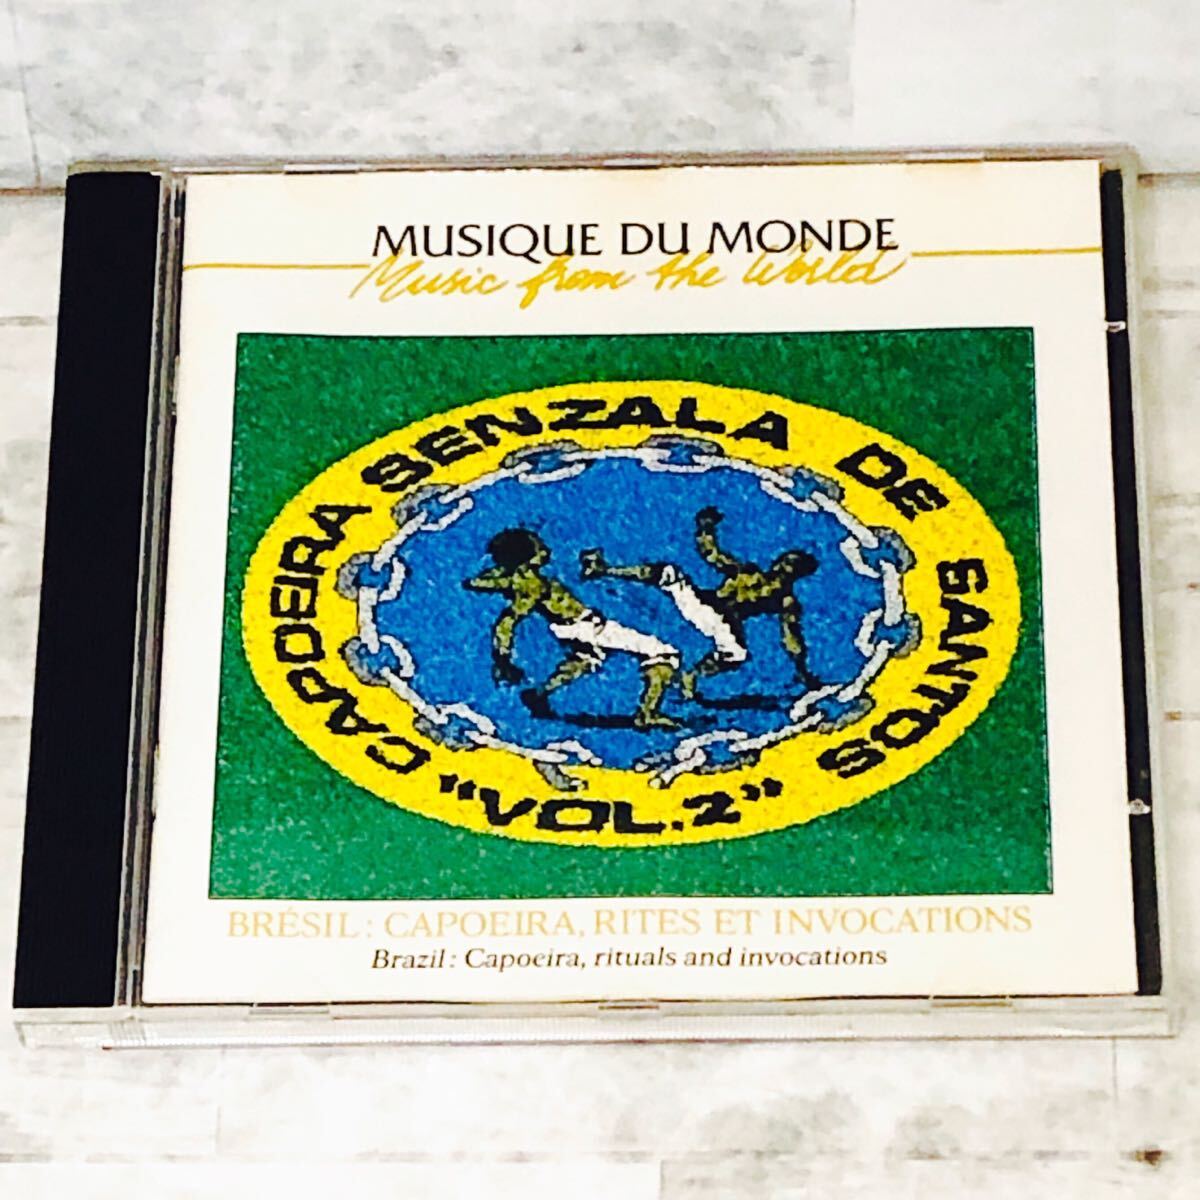 MUSIQUE DU MONDE
Music from the World
CAPOEIRA SENZALA DE SANTOS
"VOL.2"
BRÉSIL : CAPOEIRA, RITES ET INVOCATIONS
Brazil : Capoeira, rituals and invocations